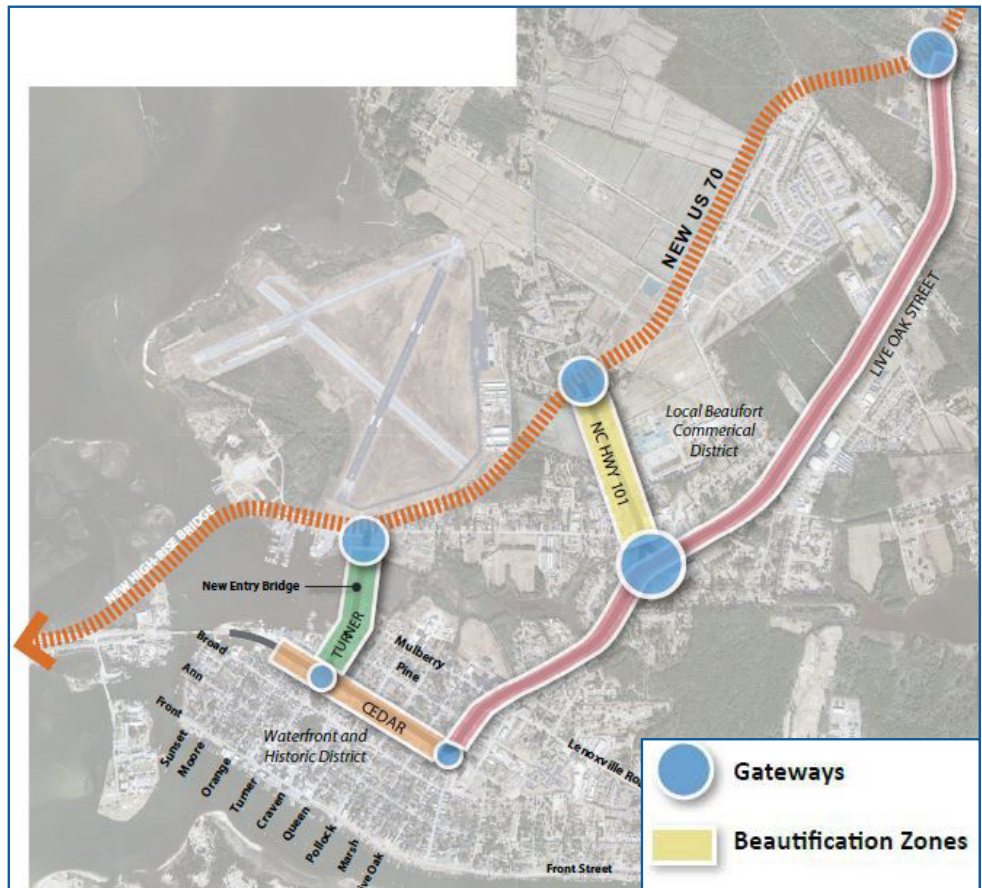 NEW US 70
LIVE OAK STREET
Local Beaufort
Commerical
District
NC HWY 101
NEW HIGH-RISE BRIDGE
New Entry Bridge
TURNER
Broad
Mulberry
Pine
Ann
CEDAR
Front
Waterfront and
Historic District
Sunset
Moore
Orange
Turner
Craven
Queen
Pollock
Marsh
Live Oak
Lenoxville
Front Street
Gateways
Beautification Zones